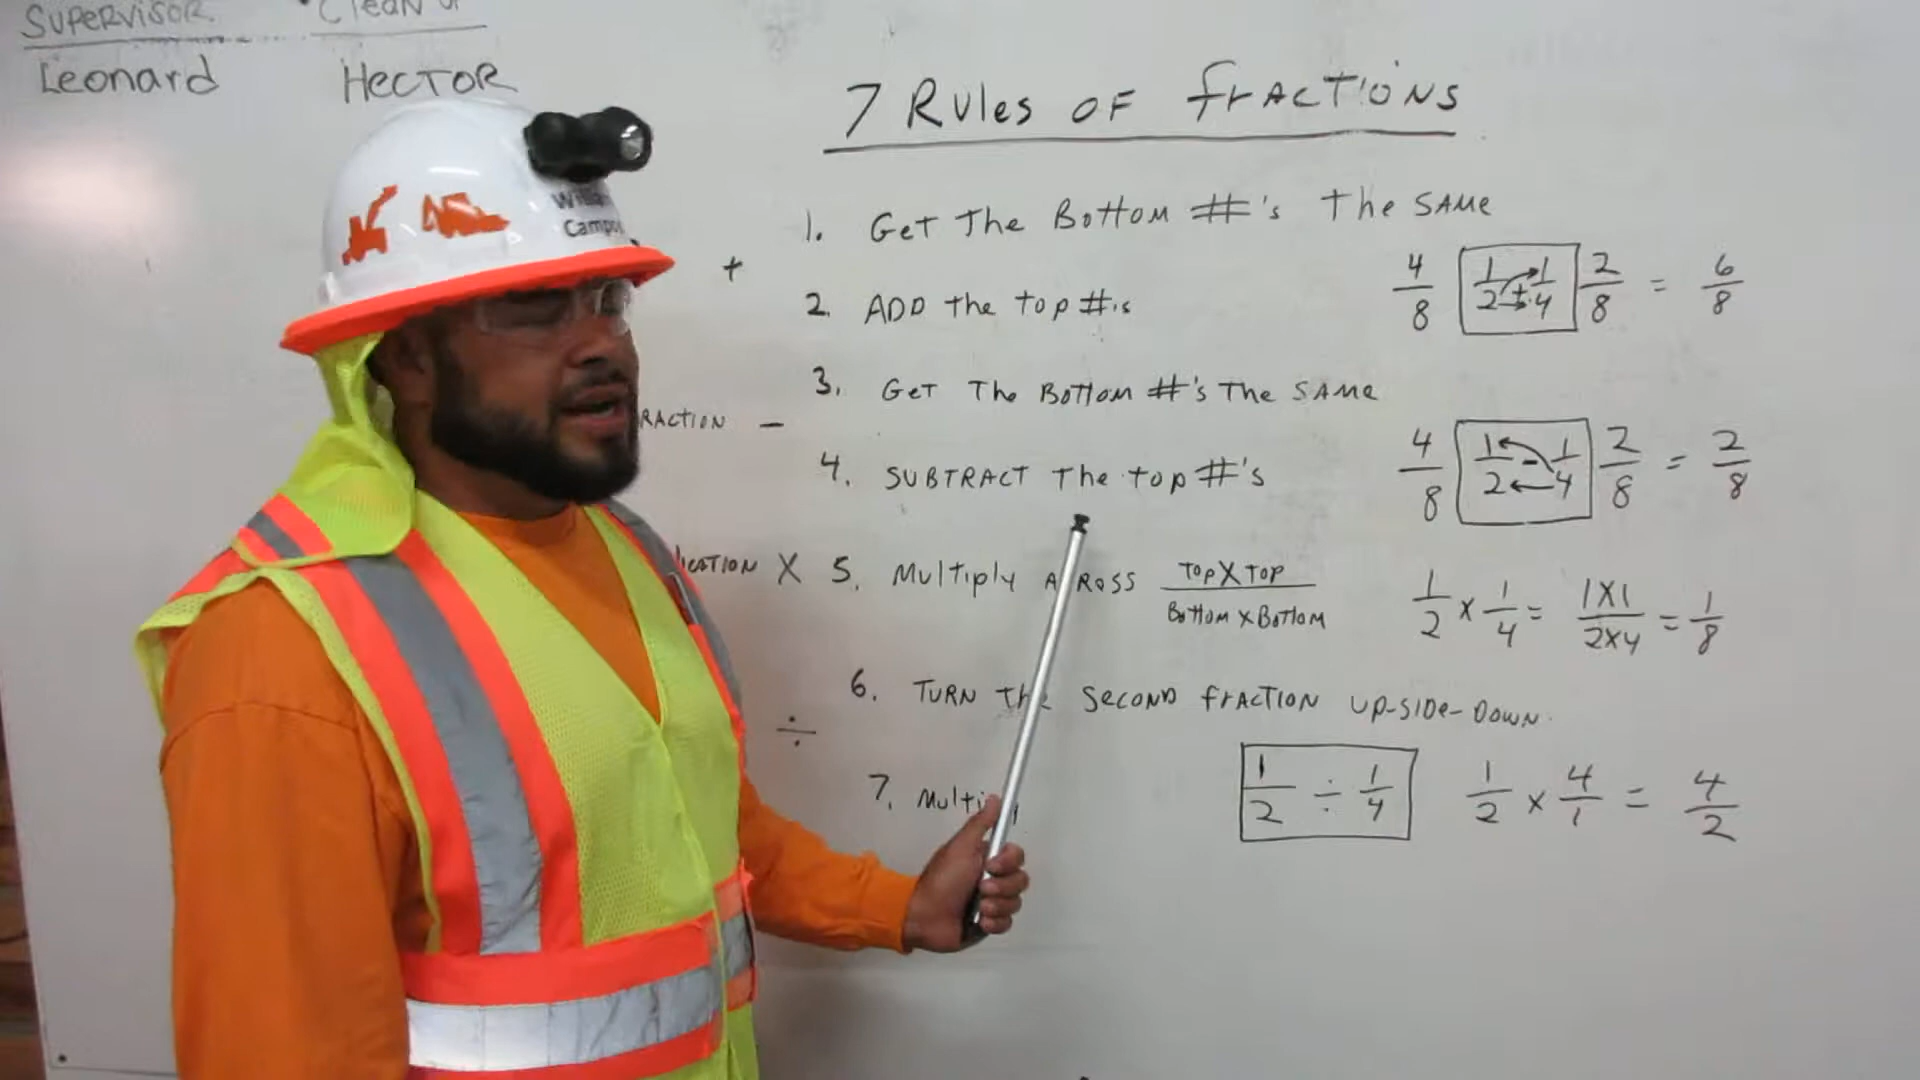 SUPERVISOR
Clean up
Leonard
HECTOR
7 Rules of fractions
Campos
1. Get The Bottom #'s The SAMe
+
2. ADD the top #'s
4/8 1/2 + 1/4 2/8 = 6/8
3. Get The Bottom #'s The SAMe
RACTION −
4. SUBTRACT The top #'s
4/8 1/2 - 1/4 2/8 = 2/8
ICATION X 5. Multiply Across Top X Top / Bottom X Bottom
1/2 x 1/4 = 1X1/2X4 = 1/8
6. TURN the Second fraction up-side-down.
÷
7. Multiply
1/2 ÷ 1/4 1/2 x 4/1 = 4/2